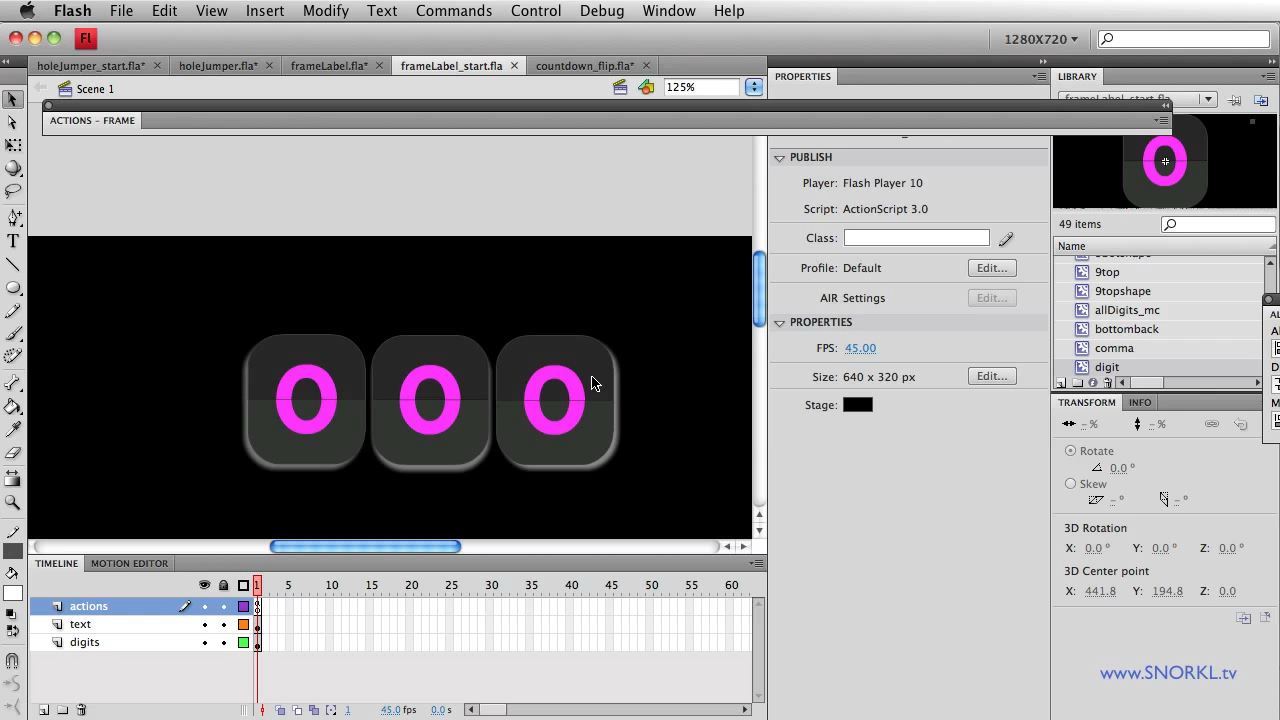 Flash File Edit View Insert Modify Text Commands Control Debug Window Help
Fl 1280X720
holeJumper_start.fla* holeJumper.fla* frameLabel.fla* frameLabel_start.fla countdown_flip.fla* PROPERTIES LIBRARY
Scene 1 125%
frameLabel_start.fla
ACTIONS – FRAME
PUBLISH
Player: Flash Player 10
Script: ActionScript 3.0
Class:
Profile: Default Edit...
AIR Settings Edit...
PROPERTIES
FPS: 45.00
Size: 640 x 320 px Edit...
Stage:
0
49 items
Name
9botshape
9top
9topshape
allDigits_mc
bottomback
comma
digit
0 0 0
TRANSFORM INFO
– % – %
Rotate
0.0 °
Skew
– ° – °
3D Rotation
X: 0.0 ° Y: 0.0 ° Z: 0.0 °
3D Center point
X: 441.8 Y: 194.8 Z: 0.0
TIMELINE MOTION EDITOR
1 5 10 15 20 25 30 35 40 45 50 55 60
actions
text
digits
1 45.0 fps 0.0 s
www.SNORKL.tv